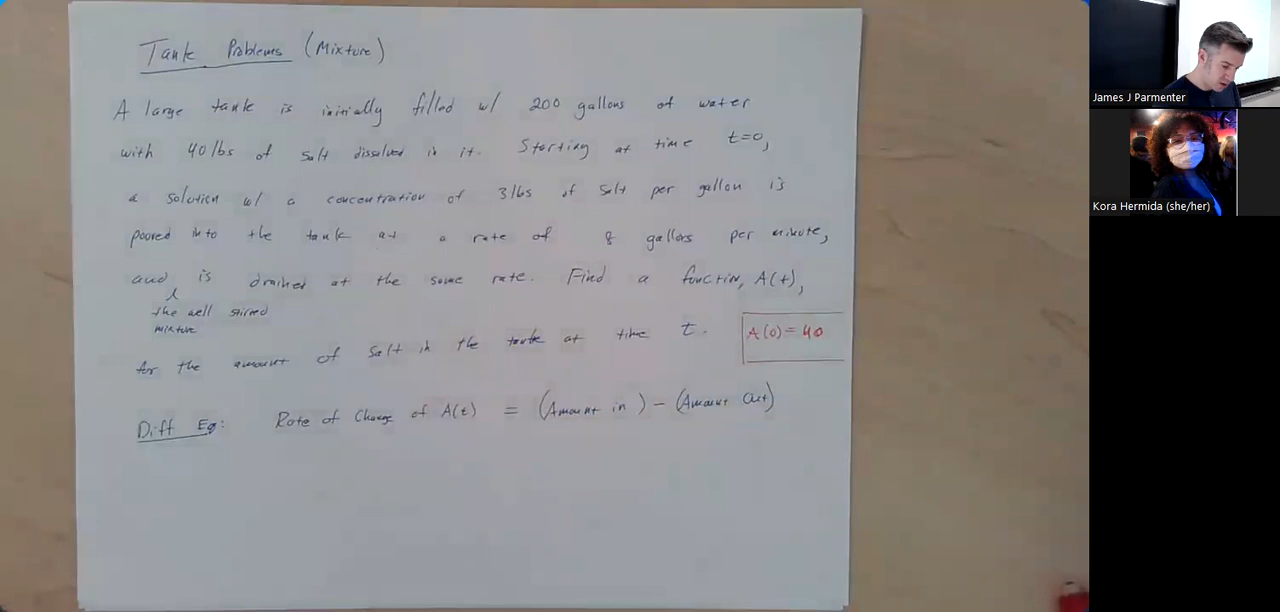 Tank Problems (Mixture)
A large tank is initially filled w/ 200 gallons of water
with 40 lbs of salt dissolved in it. Starting at time t=0,
a solution w/ a concentration of 3 lbs of salt per gallon is
poured into the tank at a rate of 8 gallons per minute,
and is drained at the same rate. Find a function, A(t),
the well stirred
mixture
for the amount of salt in the tank at time t.
A(0) = 40
Diff Eq: Rate of Change of A(t) = (Amount in) - (Amount Out)
James J Parmenter
Kora Hermida (she/her)